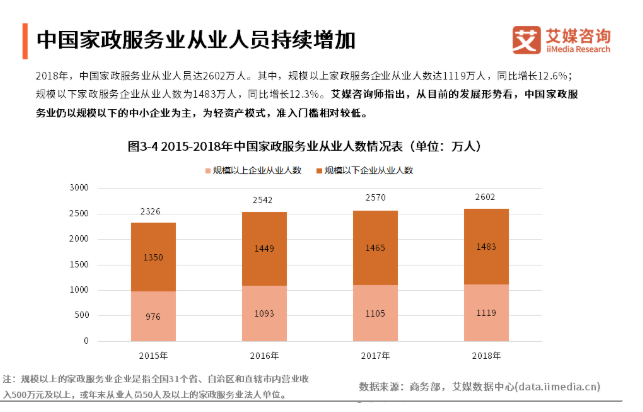 中国家政服务业从业人员持续增加
艾媒咨询
iiMedia Research
2018年，中国家政服务业从业人员达2602万人。其中，规模以上家政服务企业从业人数达1119万人，同比增长12.6%；
规模以下家政服务企业从业人数为1483万人，同比增长12.3%。艾媒咨询师指出，从目前的发展形势看，中国家政服
务业仍以规模以下的中小企业为主，为轻资产模式，准入门槛相对较低。
图3-4 2015-2018年中国家政服务业从业人数情况表（单位：万人）
规模以上企业从业人数 规模以下企业从业人数
3000
2500
2000
1500
1000
500
0
2326 2542 2570 2602
1350 1449 1465 1483
976 1093 1105 1119
2015年 2016年 2017年 2018年
注：规模以上的家政服务业企业是指全国31个省、自治区和直辖市内营业收
入500万元及以上，或年末从业人员50人及以上的家政服务业法人单位。
数据来源：商务部，艾媒数据中心(data.iimedia.cn)